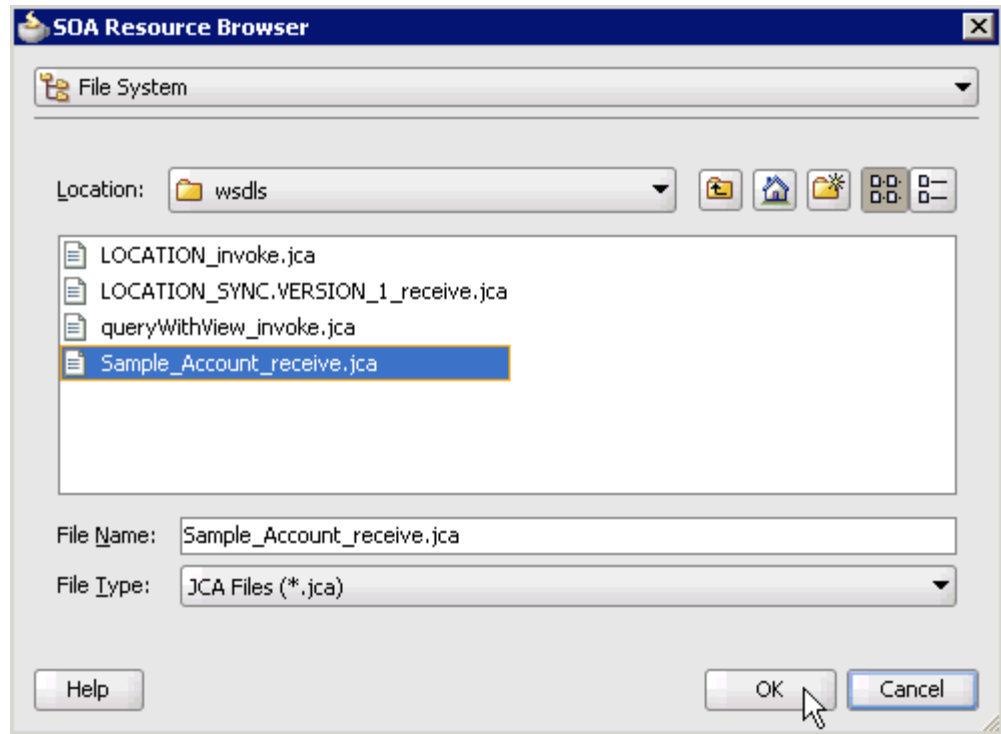 SOA Resource Browser
File System
Location: wsdls
LOCATION_invoke.jca
LOCATION_SYNC.VERSION_1_receive.jca
queryWithView_invoke.jca
Sample_Account_receive.jca
File Name: Sample_Account_receive.jca
File Type: JCA Files (*.jca)
Help OK Cancel